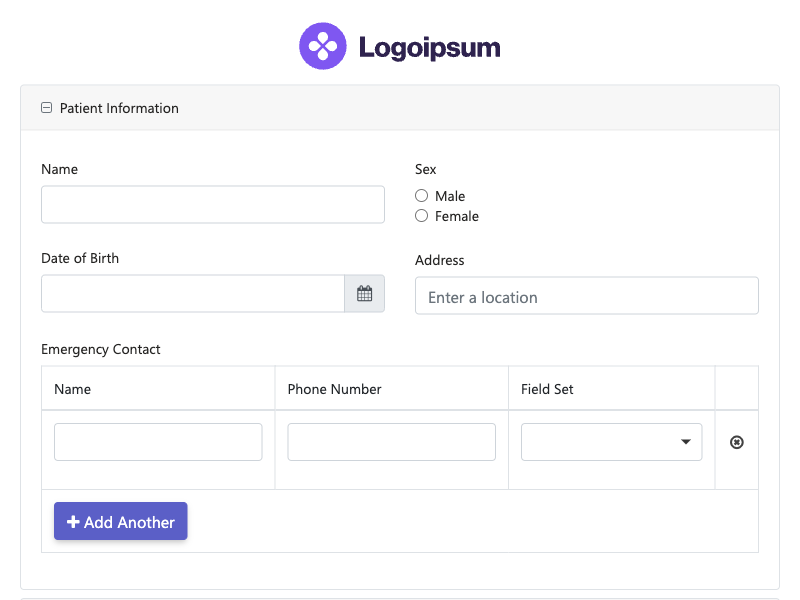 Logoipsum
Patient Information
Name
Sex
Male
Female
Date of Birth
Address
Enter a location
Emergency Contact
Name Phone Number Field Set
Add Another